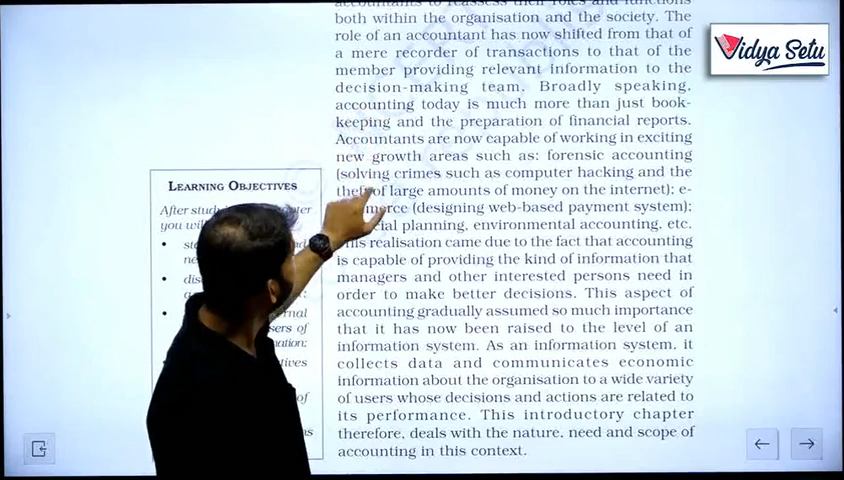 accountants to reassess their roles and functions
both within the organisation and the society. The
role of an accountant has now shifted from that of
a mere recorder of transactions to that of the
member providing relevant information to the
decision-making team. Broadly speaking,
accounting today is much more than just book-
keeping and the preparation of financial reports.
Accountants are now capable of working in exciting
new growth areas such as: forensic accounting
(solving crimes such as computer hacking and the
theft of large amounts of money on the internet); e-
(designing web-based payment system);
planning, environmental accounting, etc.
This realisation came due to the fact that accounting
is capable of providing the kind of information that
managers and other interested persons need in
order to make better decisions. This aspect of
accounting gradually assumed so much importance
that it has now been raised to the level of an
information system. As an information system, it
collects data and communicates economic
information about the organisation to a wide variety
of users whose decisions and actions are related to
its performance. This introductory chapter
therefore, deals with the nature, need and scope of
accounting in this context.
LEARNING OBJECTIVES
After
you
of
Vidya Setu